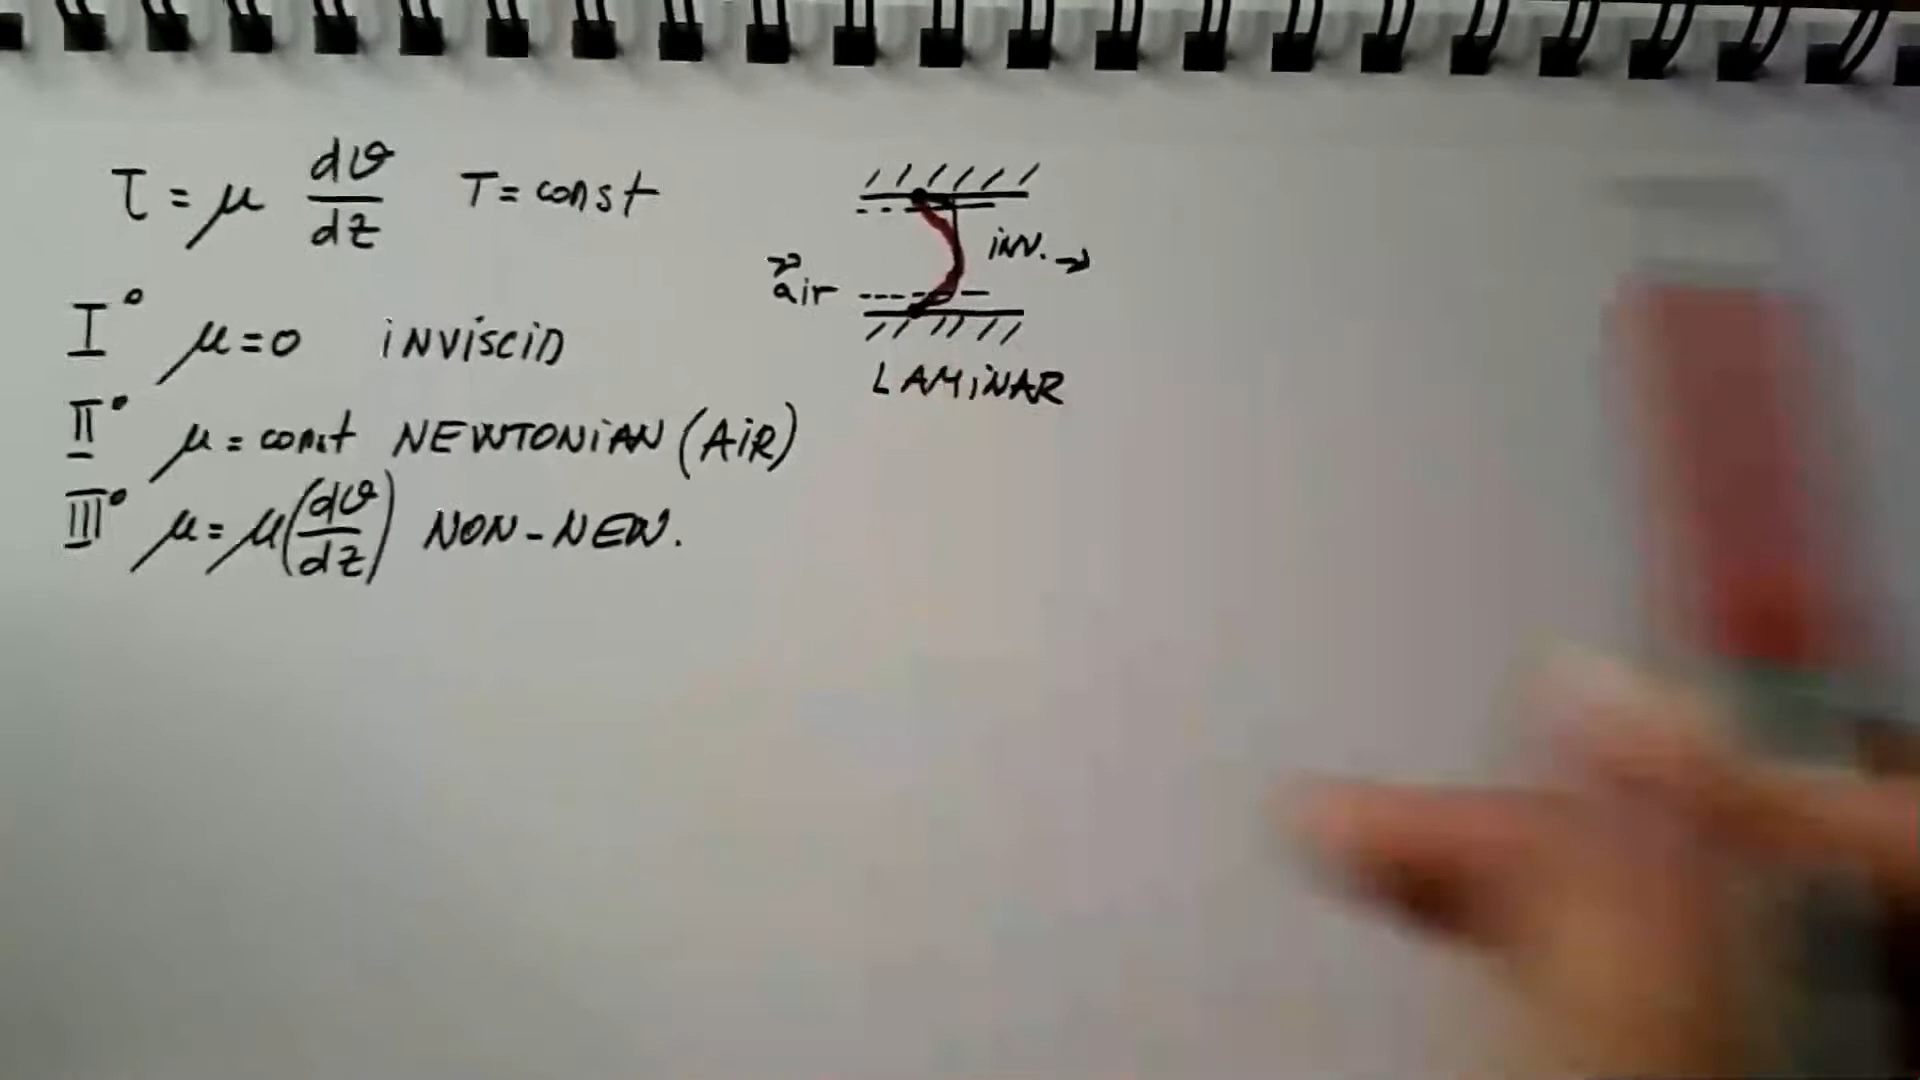 τ = μ dϑ/dz T = const
I° μ = 0 INVISCID
II° μ = const NEWTONIAN (AIR)
III° μ = μ(dϑ/dz) NON-NEW.
inv. →
air
LAMINAR